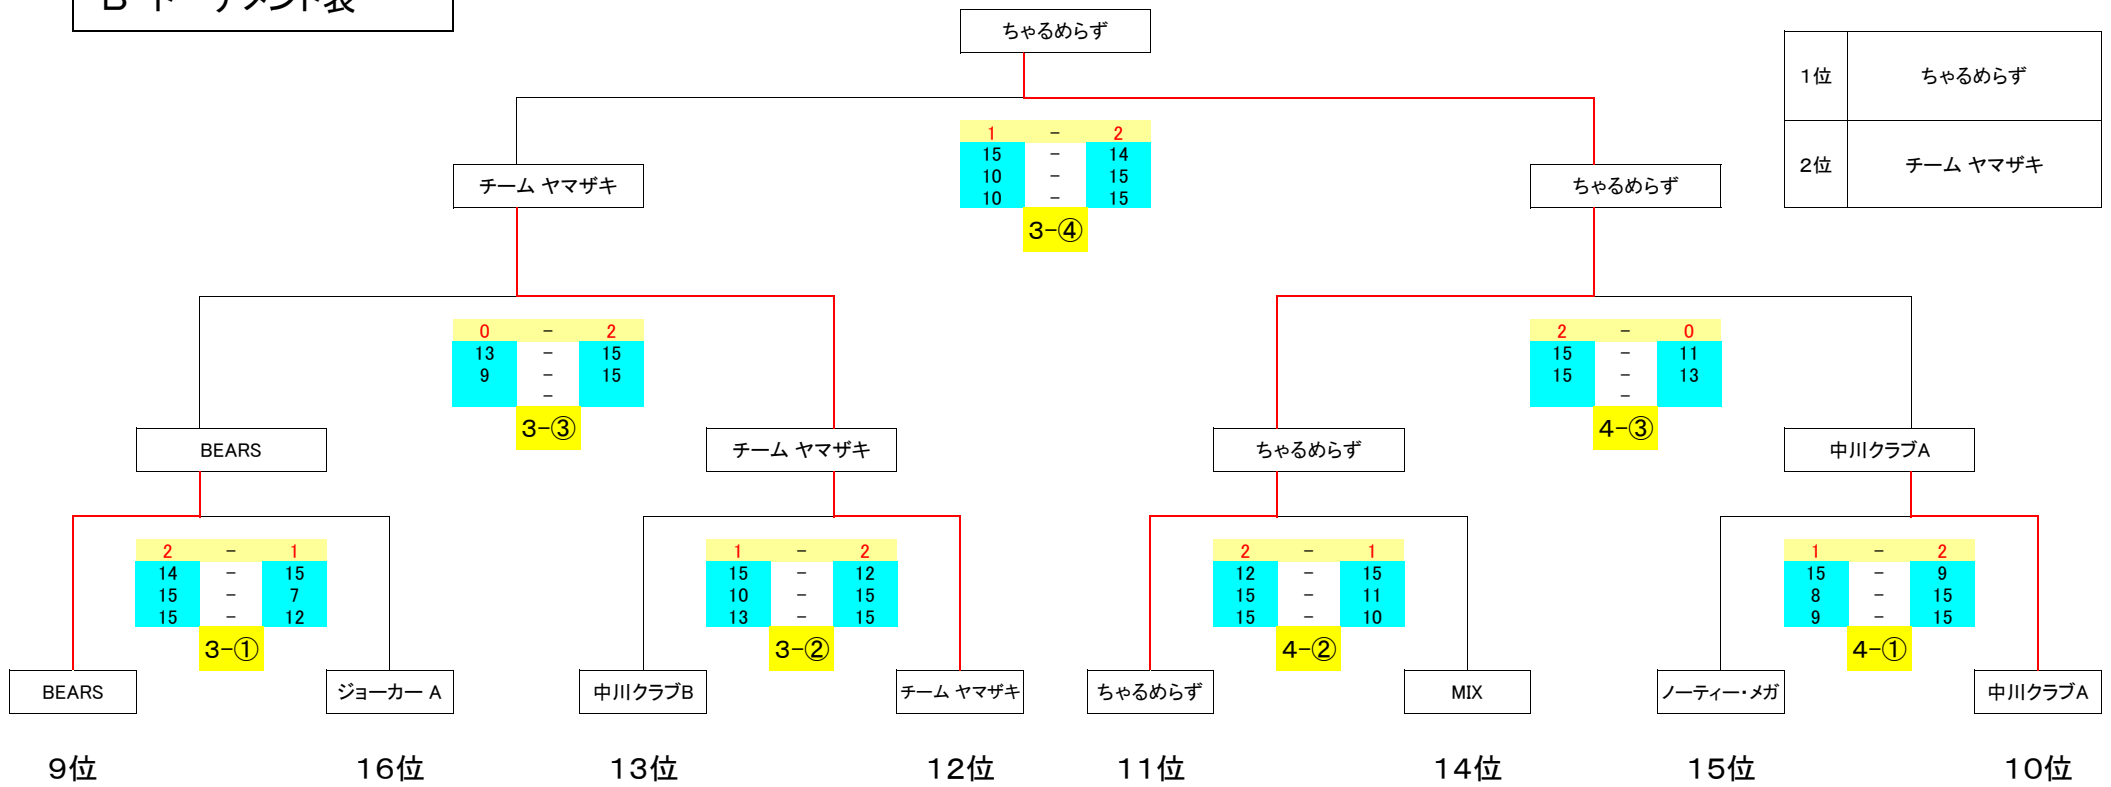 B トーナメント表
ちゃるめらず
1位 ちゃるめらず
2位 チーム ヤマザキ
1 - 2
15 - 14
10 - 15
10 - 15
3-④
チーム ヤマザキ
ちゃるめらず
0 - 2
13 - 15
9 - 15
-
3-③
2 - 0
15 - 11
15 - 13
-
4-③
BEARS
チーム ヤマザキ
ちゃるめらず
中川クラブA
2 - 1
14 - 15
15 - 7
15 - 12
3-①
1 - 2
15 - 12
10 - 15
13 - 15
3-②
2 - 1
12 - 15
15 - 11
15 - 10
4-②
1 - 2
15 - 9
8 - 15
9 - 15
4-①
BEARS
ジョーカー A
中川クラブB
チーム ヤマザキ
ちゃるめらず
MIX
ノーティー・メガ
中川クラブA
9位
16位
13位
12位
11位
14位
15位
10位